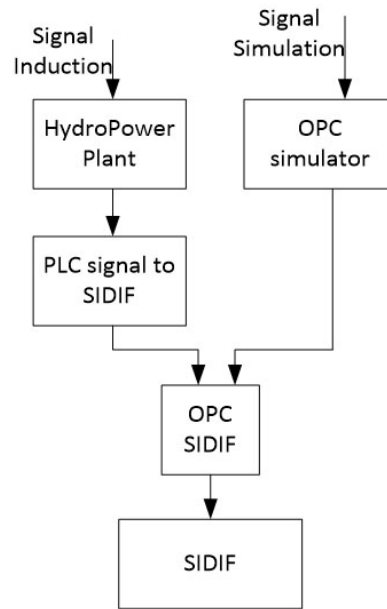 Signal
Induction
Signal
Simulation
HydroPower
Plant
OPC
simulator
PLC signal to
SIDIF
OPC
SIDIF
SIDIF